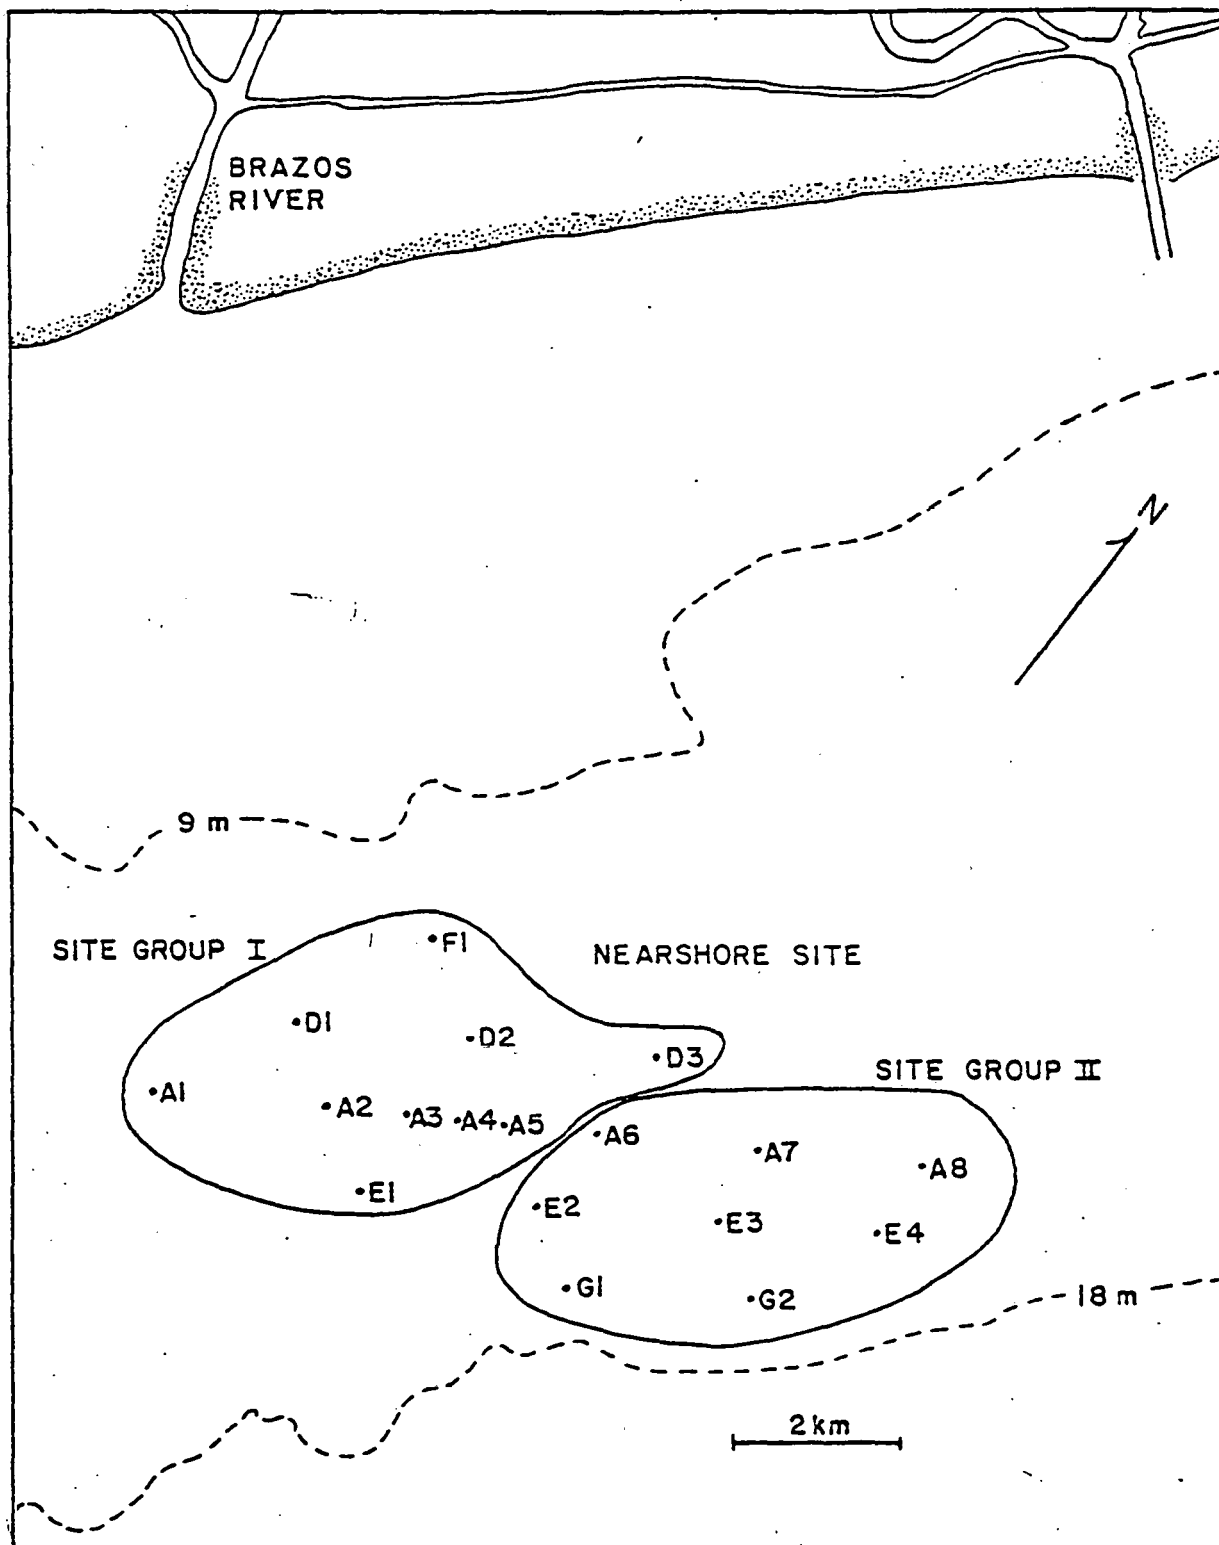 BRAZOS
RIVER
N
9 m
SITE GROUP I
F1
NEARSHORE SITE
D1
D2
D3
SITE GROUP II
A1
A2
A3
A4
A5
A6
A7
A8
E1
E2
E3
E4
G1
G2
18 m
2 km